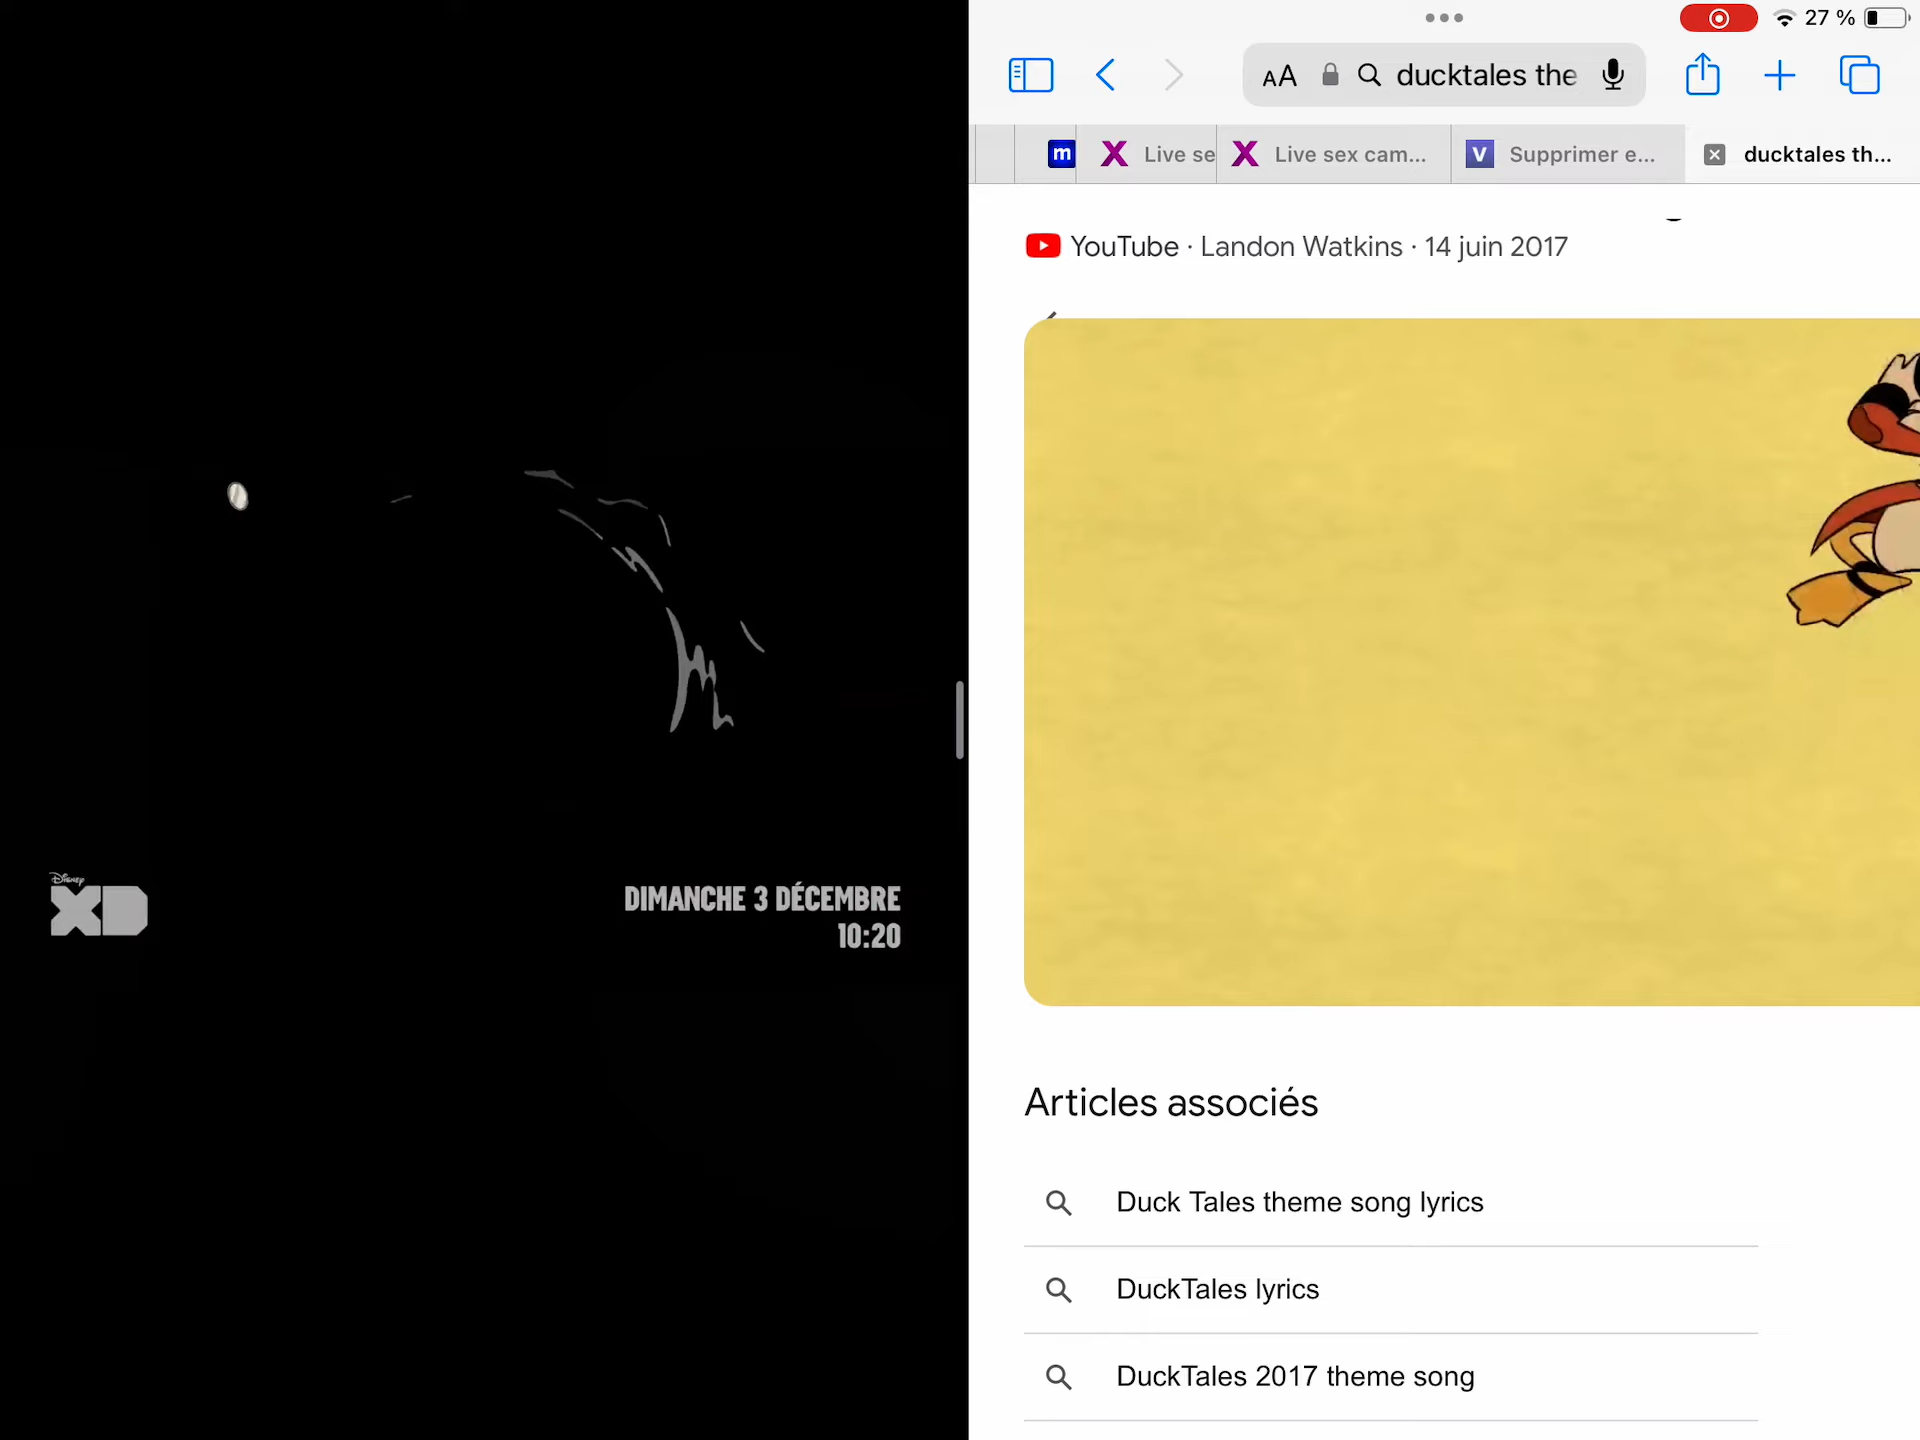 27 %
AA ducktales the
m
X Live se
X Live sex cam...
V Supprimer e...
ducktales th...
YouTube · Landon Watkins · 14 juin 2017
Disney
XD
DIMANCHE 3 DÉCEMBRE
10:20
Articles associés
Duck Tales theme song lyrics
DuckTales lyrics
DuckTales 2017 theme song